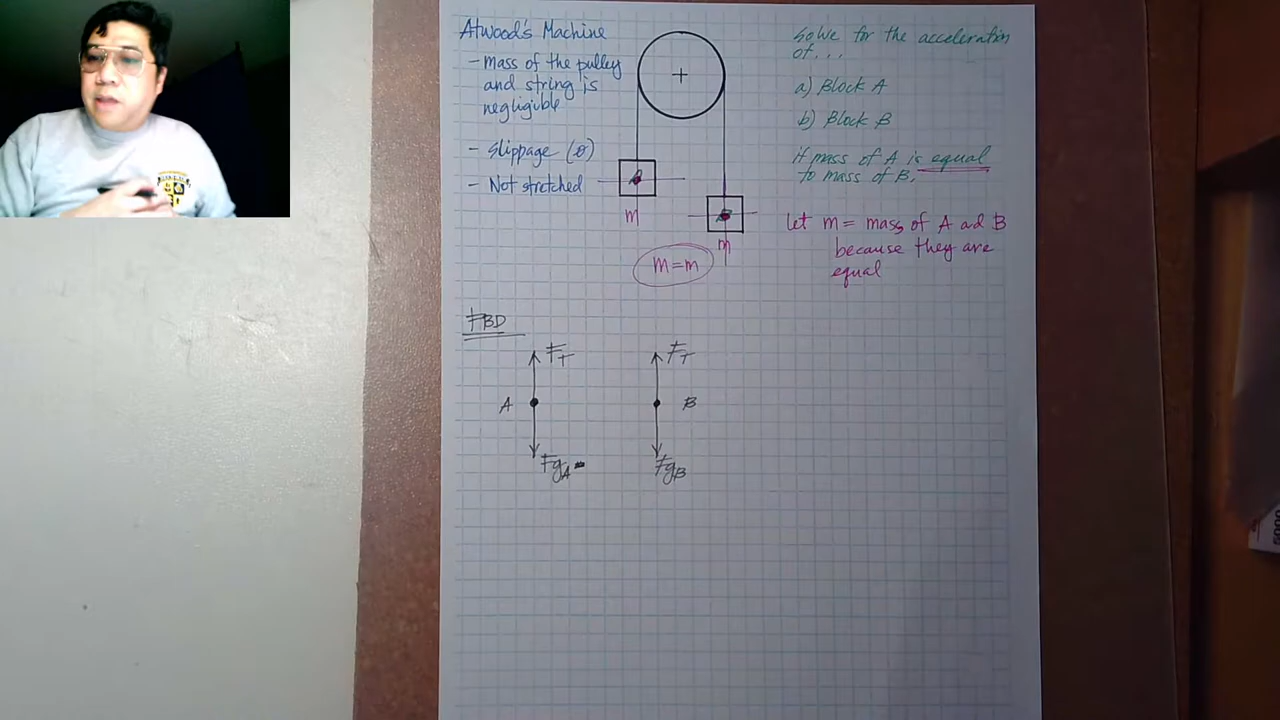 Atwood's Machine
- Mass of the pulley
and string is
negligible
- Slippage (0)
- Not stretched
A
m
B
m
m=m
Solve for the acceleration
of...
a) Block A
b) Block B
if mass of A is equal
to mass of B.
let m = mass of A ad B
because they are
equal
FBD
FT
A
FgA
FT
B
FgB